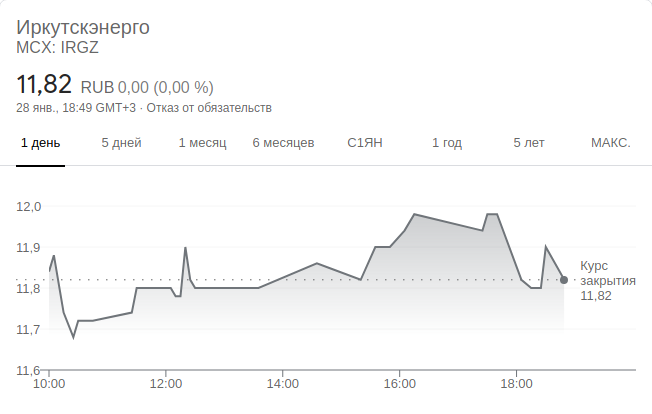 Иркутскэнерго
MCX: IRGZ
11,82 RUB 0,00 (0,00 %)
28 янв., 18:49 GMT+3 · Отказ от обязательств
1 день 5 дней 1 месяц 6 месяцев С1ЯН 1 год 5 лет МАКС.
12,0
11,9
11,8
11,7
11,6
Курс
закрытия
11,82
10:00 12:00 14:00 16:00 18:00